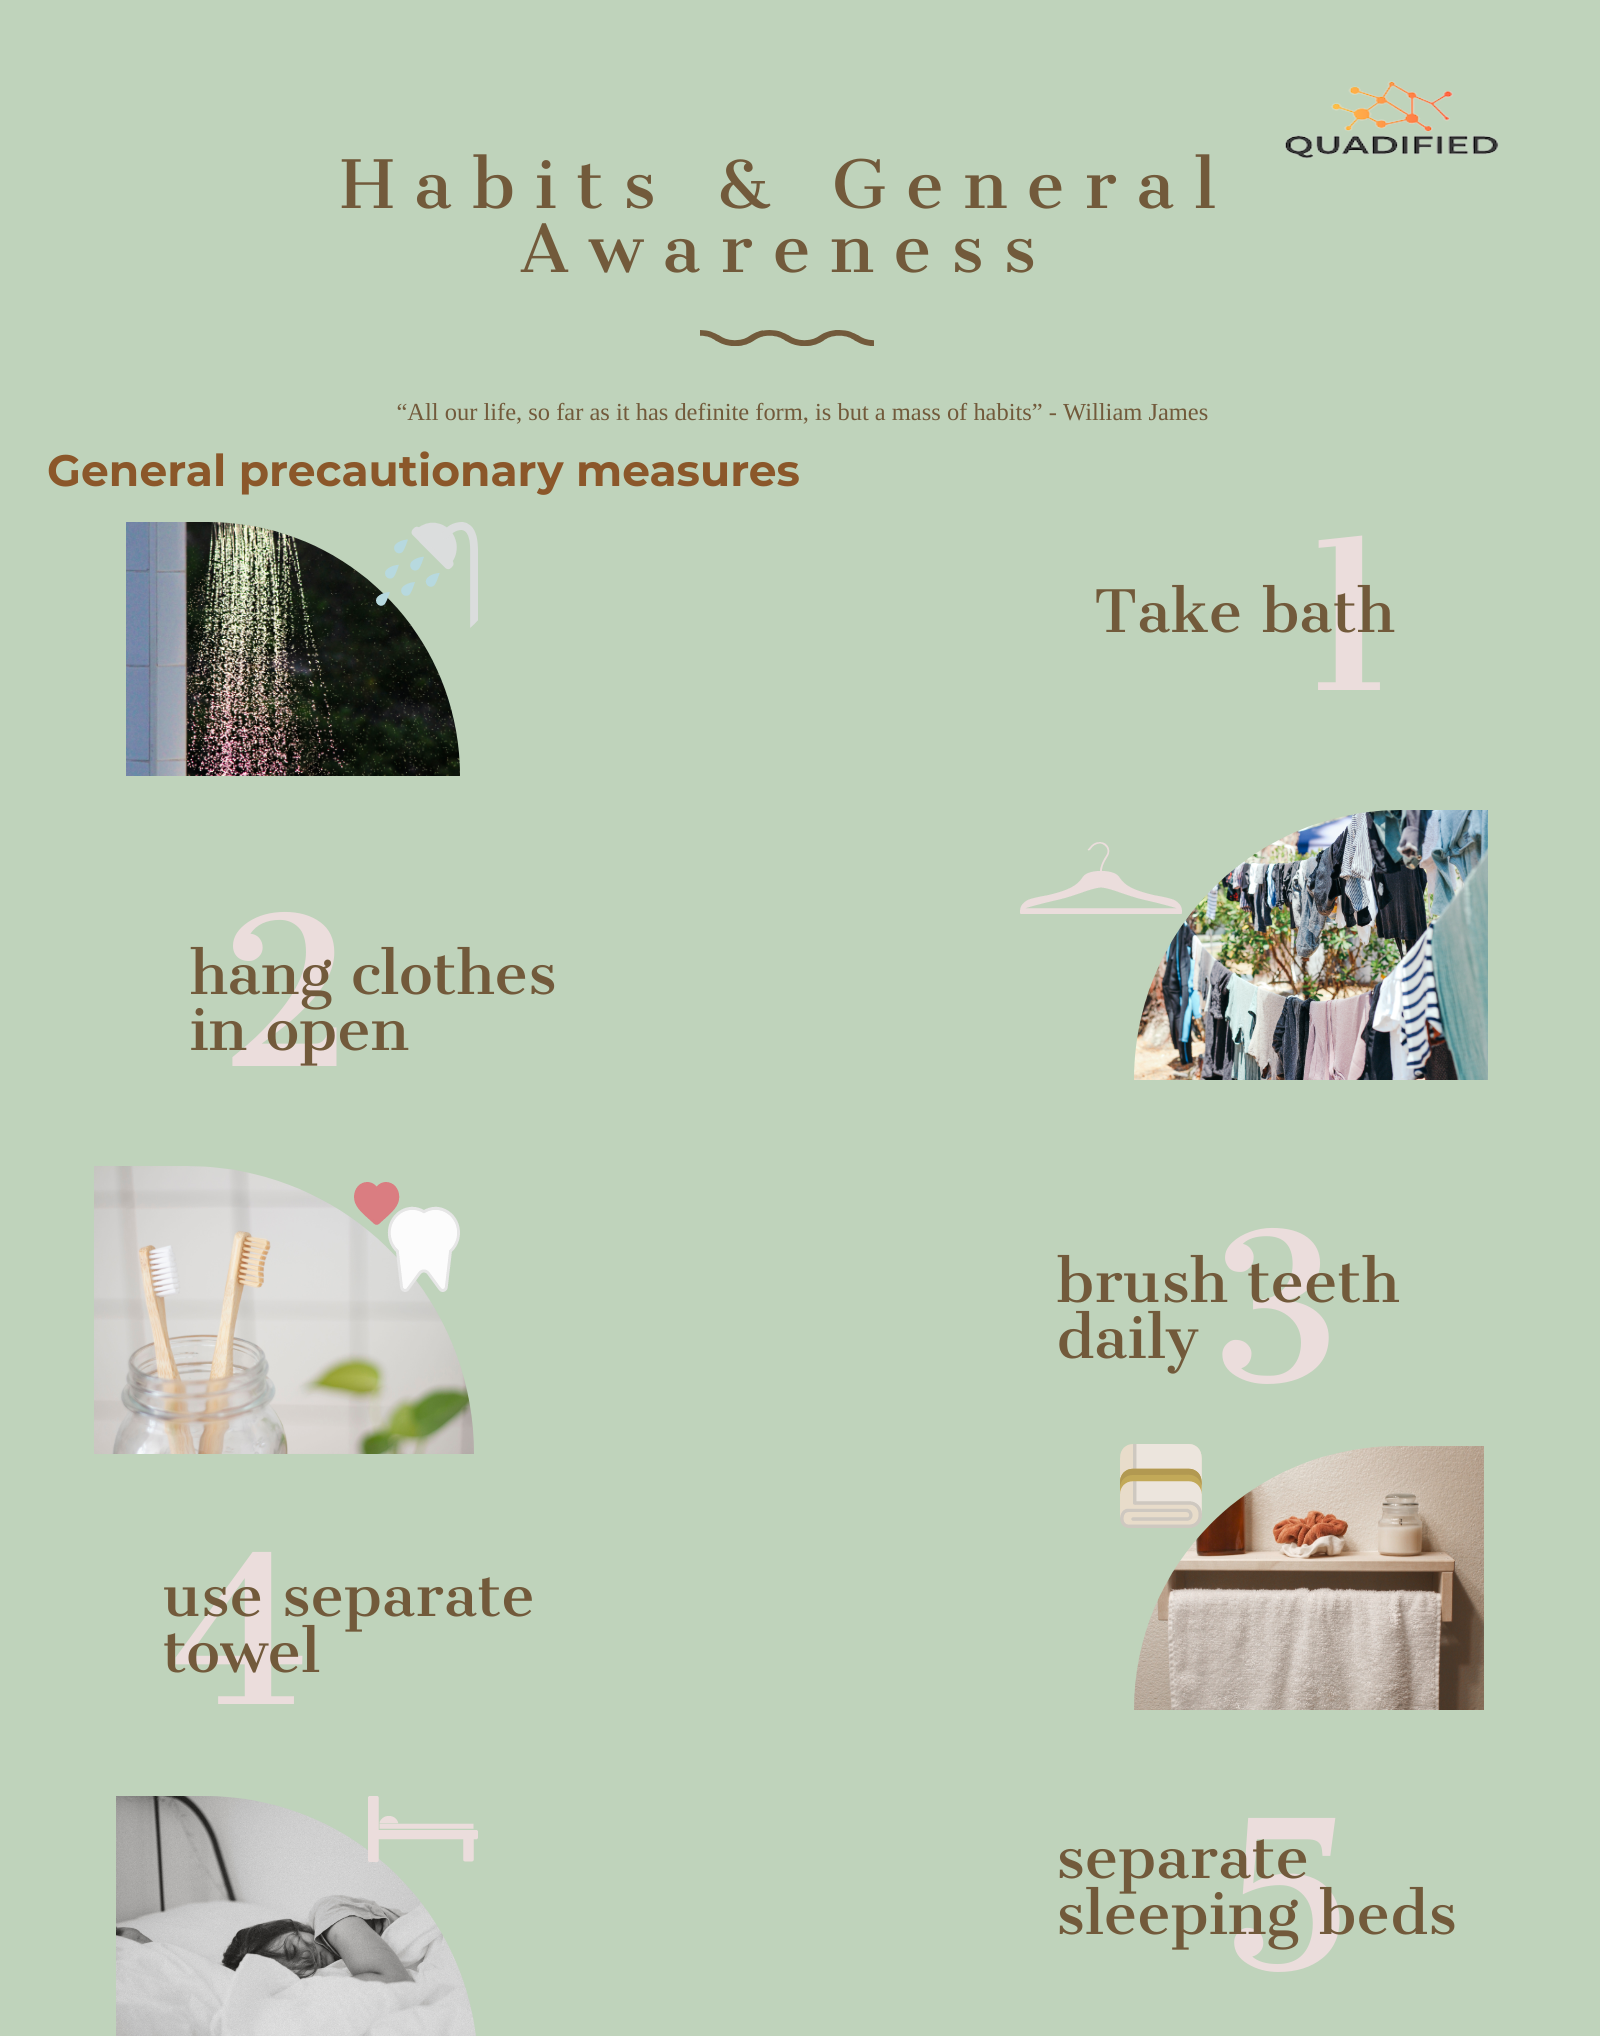 QUADIFIED
Habits & General
Awareness
“All our life, so far as it has definite form, is but a mass of habits” - William James
General precautionary measures
1
Take bath
2
hang clothes
in open
3
brush teeth
daily
4
use separate
towel
5
separate
sleeping beds